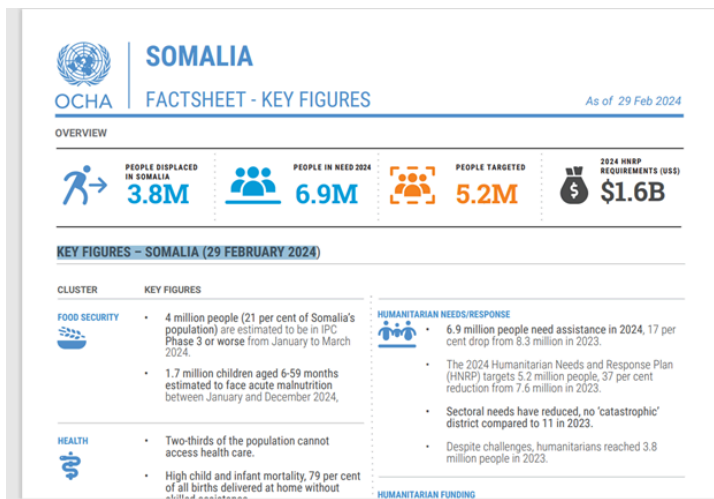 SOMALIA
OCHA
FACTSHEET - KEY FIGURES
As of 29 Feb 2024
OVERVIEW
PEOPLE DISPLACED
IN SOMALIA
3.8M
PEOPLE IN NEED 2024
6.9M
PEOPLE TARGETED
5.2M
2024 HNRP
REQUIREMENTS (US$)
$1.6B
KEY FIGURES – SOMALIA (29 FEBRUARY 2024)
CLUSTER
KEY FIGURES
FOOD SECURITY
• 4 million people (21 per cent of Somalia's
population) are estimated to be in IPC
Phase 3 or worse from January to March
2024.
• 1.7 million children aged 6-59 months
estimated to face acute malnutrition
between January and December 2024,
HEALTH
• Two-thirds of the population cannot
access health care.
• High child and infant mortality, 79 per cent
of all births delivered at home without
skilled assistance
HUMANITARIAN NEEDS/RESPONSE
• 6.9 million people need assistance in 2024, 17 per
cent drop from 8.3 million in 2023.
• The 2024 Humanitarian Needs and Response Plan
(HNRP) targets 5.2 million people, 37 per cent
reduction from 7.6 million in 2023.
• Sectoral needs have reduced, no 'catastrophic'
district compared to 11 in 2023.
• Despite challenges, humanitarians reached 3.8
million people in 2023.
HUMANITARIAN FUNDING